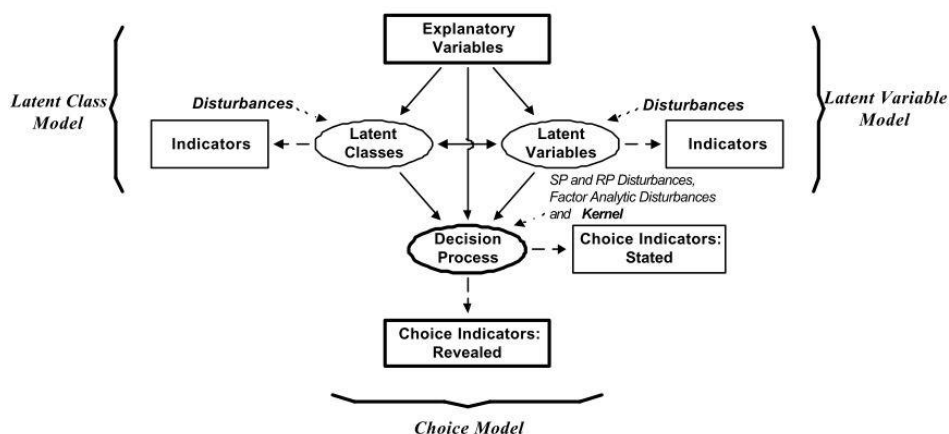 Explanatory
Variables
Latent Class
Model
Latent Variable
Model
Disturbances
Disturbances
Indicators
Latent
Classes
Latent
Variables
Indicators
SP and RP Disturbances,
Factor Analytic Disturbances
and Kernel
Decision
Process
Choice Indicators:
Stated
Choice Indicators:
Revealed
Choice Model